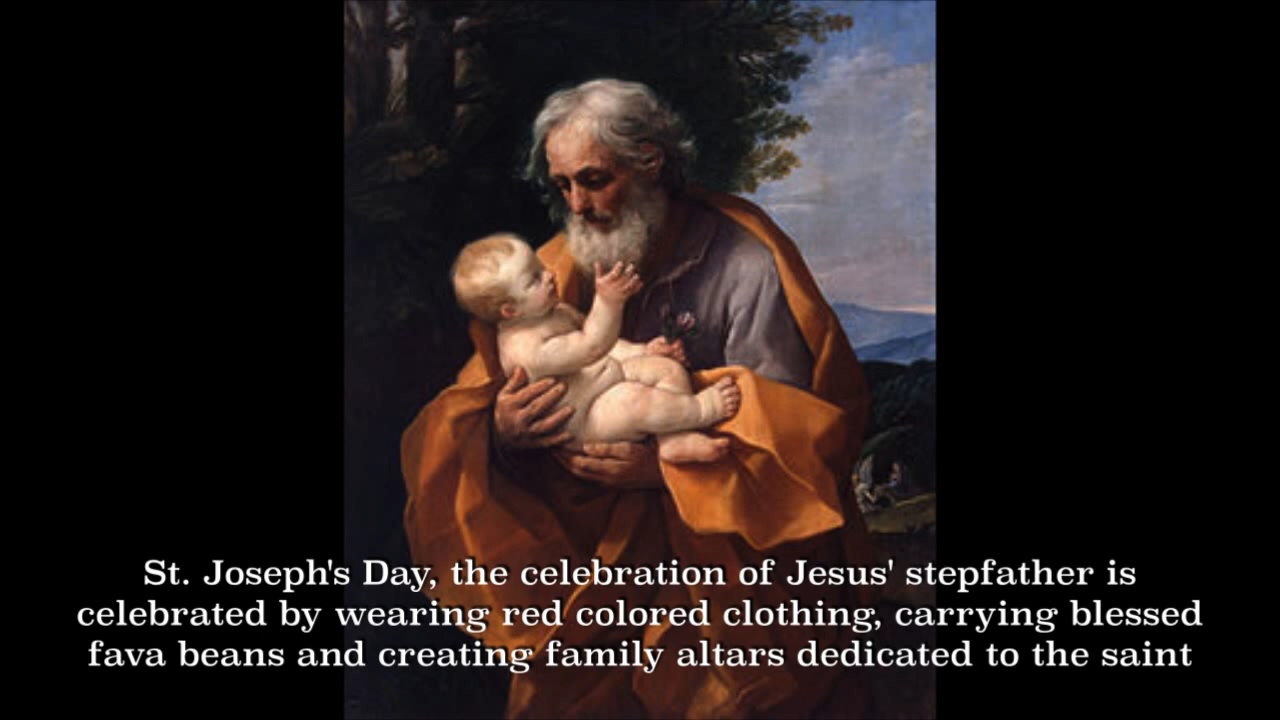 St. Joseph's Day, the celebration of Jesus' stepfather is
celebrated by wearing red colored clothing, carrying blessed
fava beans and creating family altars dedicated to the saint